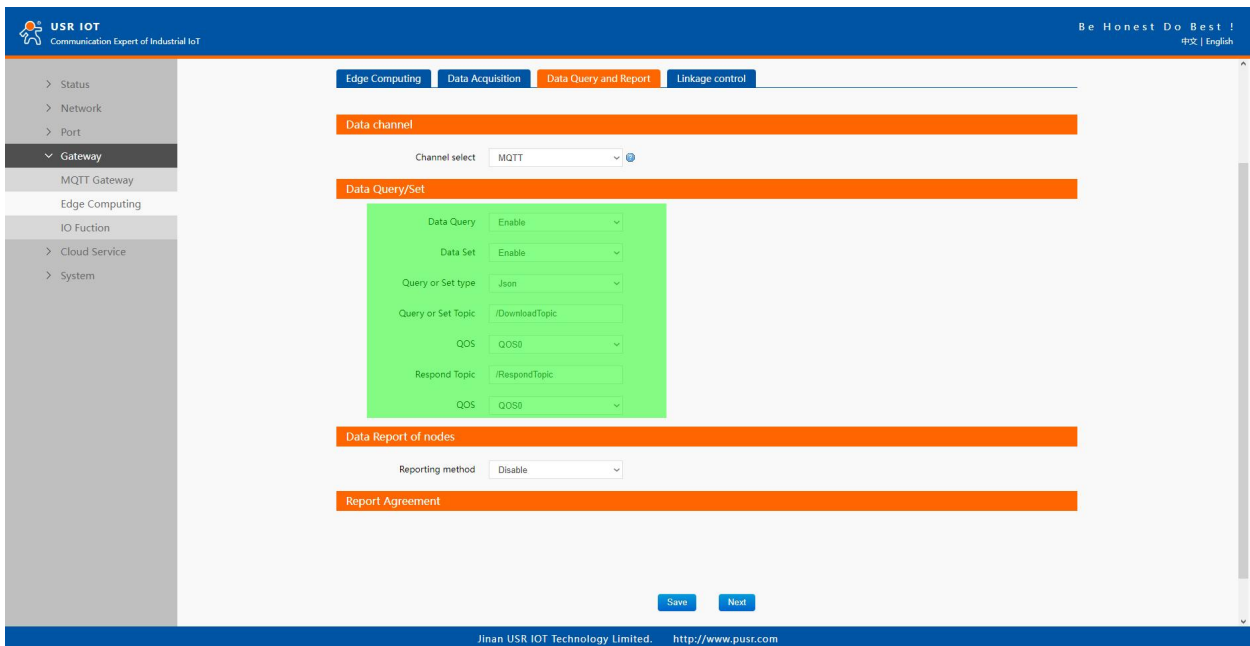 USR IOT
Communication Expert of Industrial IoT
Be Honest Do Best !
中文 | English
Status
Network
Port
Gateway
MQTT Gateway
Edge Computing
IO Fuction
Cloud Service
System
Edge Computing Data Acquisition Data Query and Report Linkage control
Data channel
Channel select MQTT
Data Query/Set
Data Query Enable
Data Set Enable
Query or Set type Json
Query or Set Topic /DownloadTopic
QOS QOS0
Respond Topic /RespondTopic
QOS QOS0
Data Report of nodes
Reporting method Disable
Report Agreement
Save Next
Jinan USR IOT Technology Limited. http://www.pusr.com